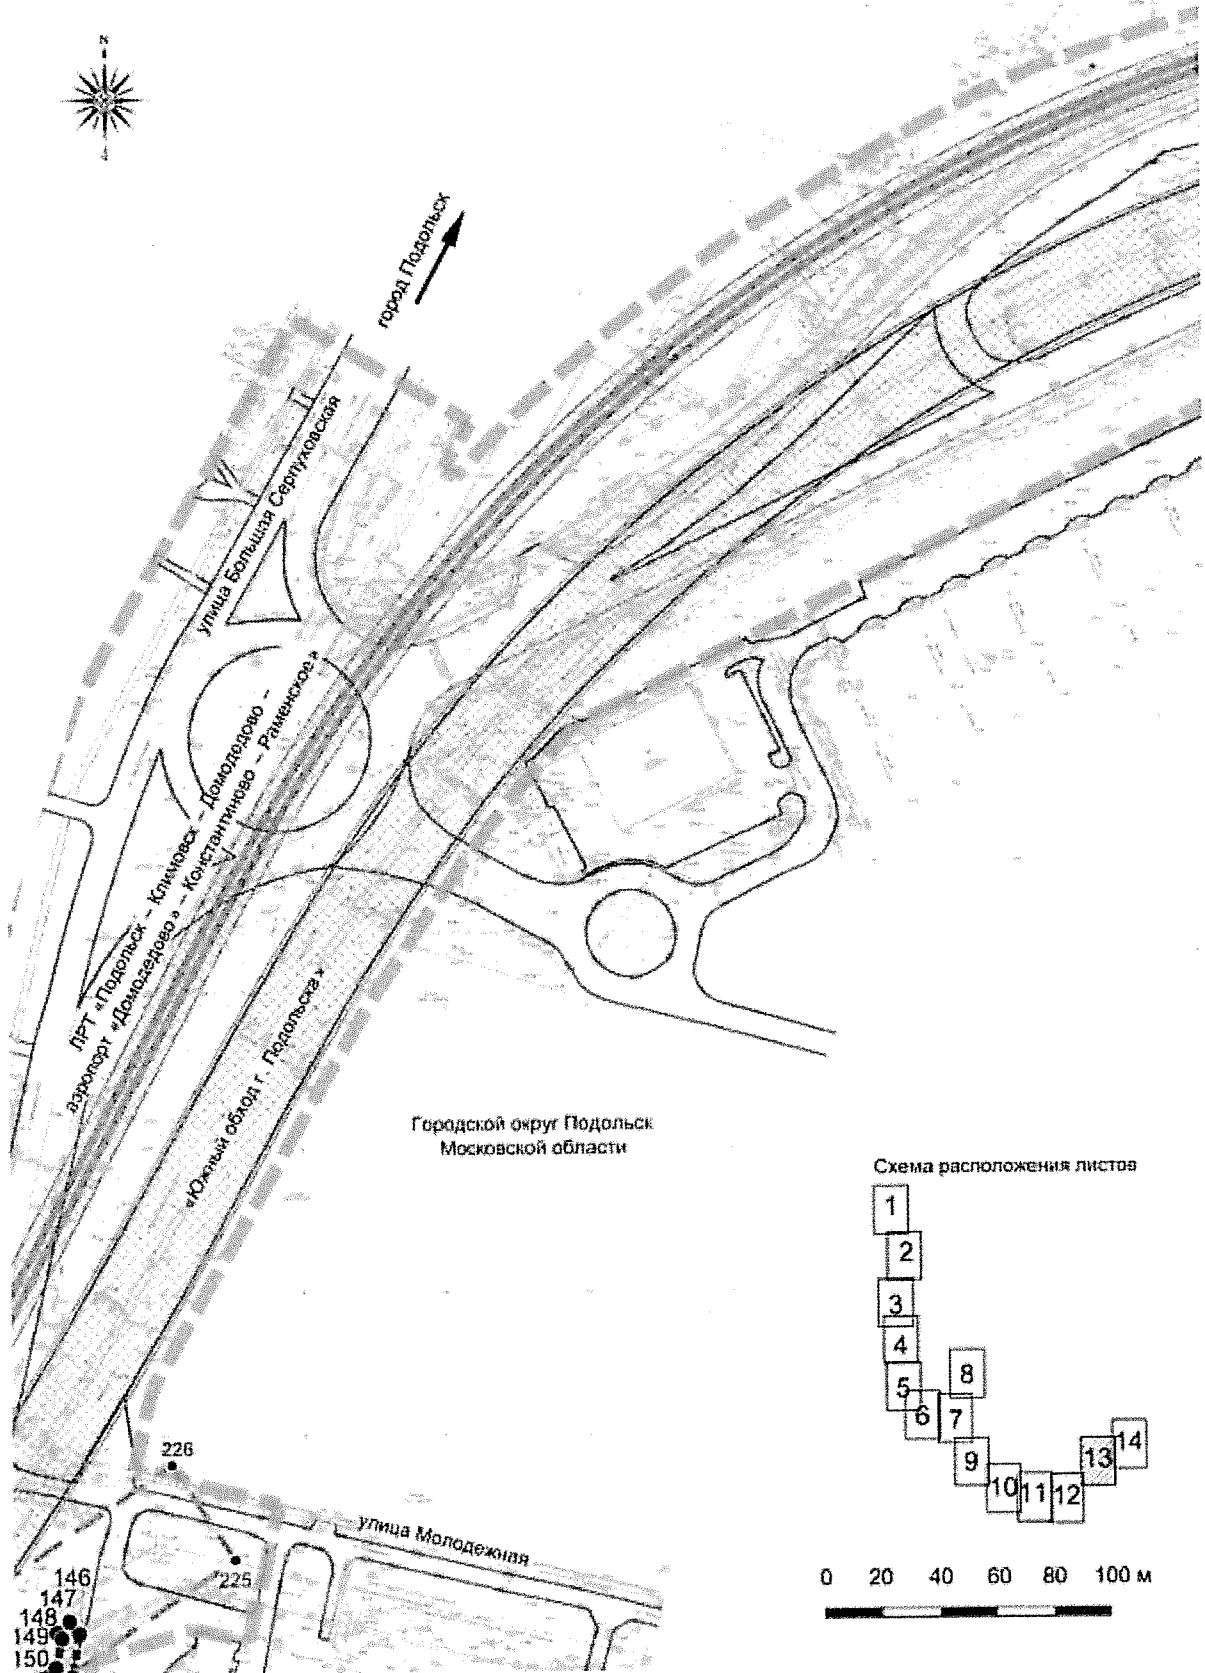 N
город Подольск
улица Большая Серпуховская
ЛРТ «Подольск – Климовск – Домодедово –
аэропорт «Домодедово» – Константиново – Раменское»
«Южный обход г. Подольска»
Городской округ Подольск
Московской области
Схема расположения листов
1
2
3
4
5
6
7
8
9
10
11
12
13
14
226
улица Молодежная
225
0 20 40 60 80 100 м
146
147
148
149
150